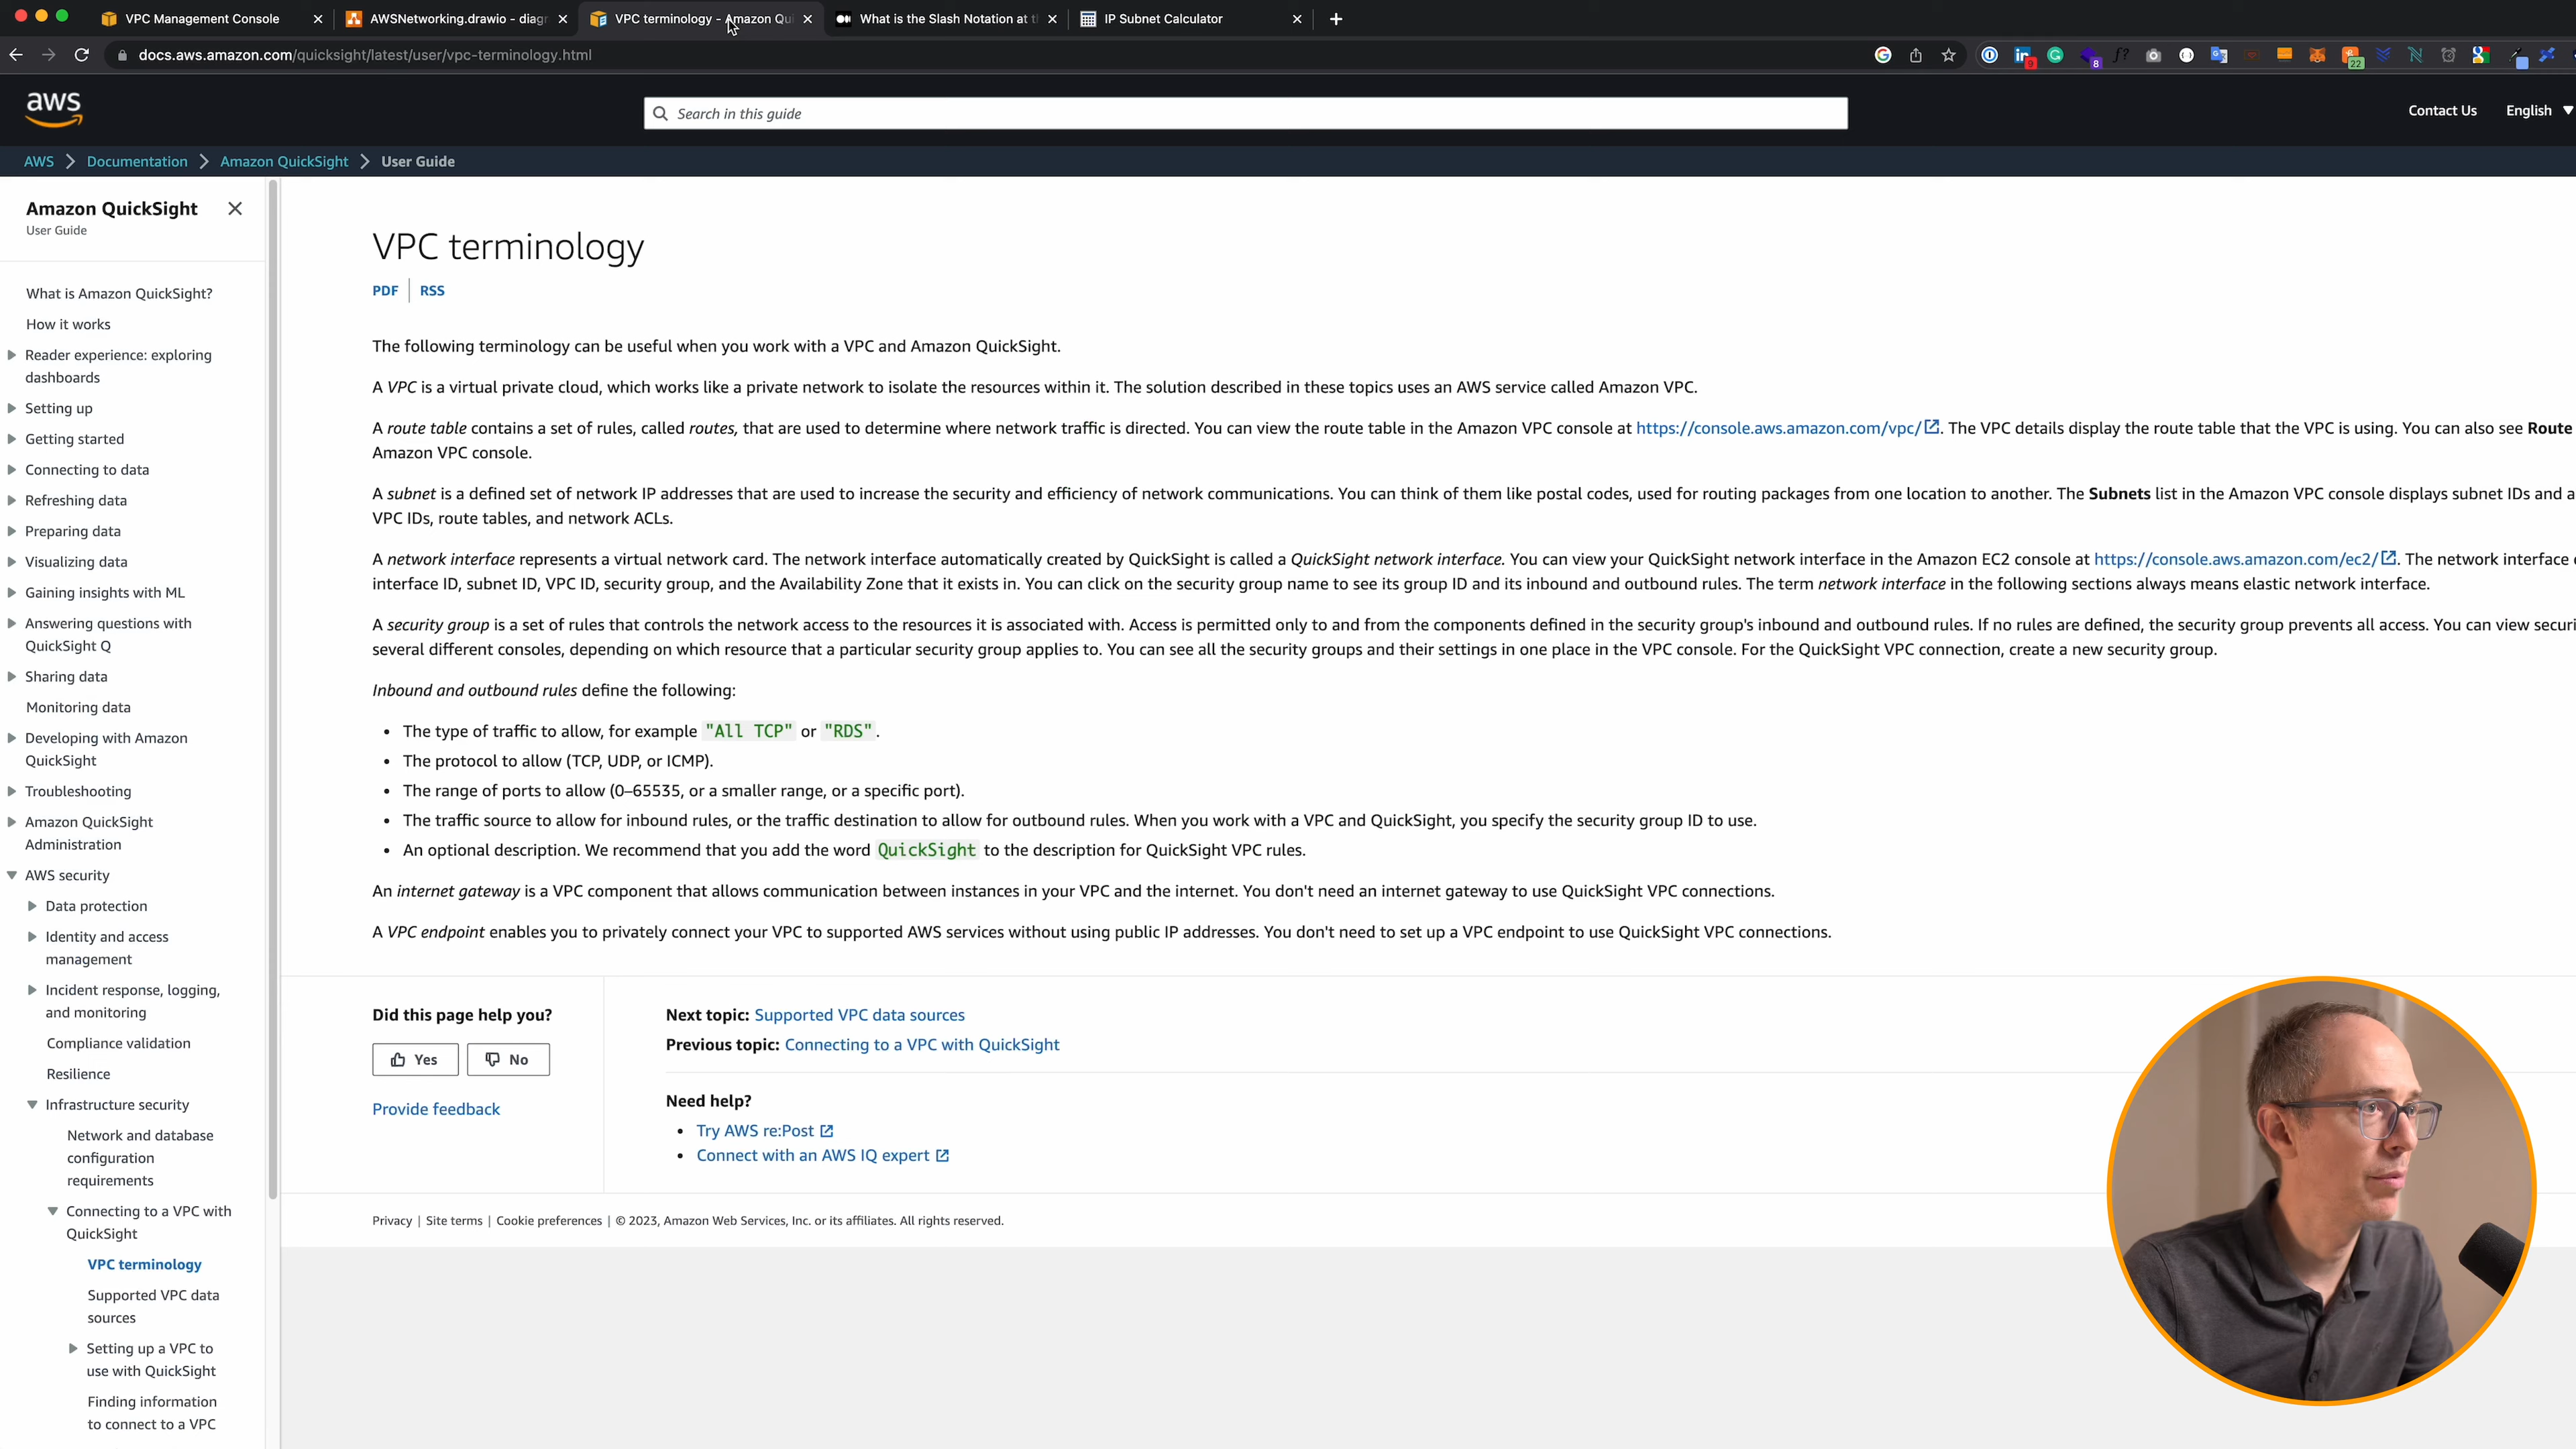 VPC Management Console
AWSNetworking.drawio - diag
VPC terminology - Amazon Qui
What is the Slash Notation at t
IP Subnet Calculator
docs.aws.amazon.com/quicksight/latest/user/vpc-terminology.html
9
8
22
aws
Search in this guide
Contact Us
English
AWS
Documentation
Amazon QuickSight
User Guide
Amazon QuickSight
User Guide
What is Amazon QuickSight?
How it works
Reader experience: exploring
dashboards
Setting up
Getting started
Connecting to data
Refreshing data
Preparing data
Visualizing data
Gaining insights with ML
Answering questions with
QuickSight Q
Sharing data
Monitoring data
Developing with Amazon
QuickSight
Troubleshooting
Amazon QuickSight
Administration
AWS security
Data protection
Identity and access
management
Incident response, logging,
and monitoring
Compliance validation
Resilience
Infrastructure security
Network and database
configuration
requirements
Connecting to a VPC with
QuickSight
VPC terminology
Supported VPC data
sources
Setting up a VPC to
use with QuickSight
Finding information
to connect to a VPC
VPC terminology
PDF | RSS
The following terminology can be useful when you work with a VPC and Amazon QuickSight.
A VPC is a virtual private cloud, which works like a private network to isolate the resources within it. The solution described in these topics uses an AWS service called Amazon VPC.
A route table contains a set of rules, called routes, that are used to determine where network traffic is directed. You can view the route table in the Amazon VPC console at https://console.aws.amazon.com/vpc/. The VPC details display the route table that the VPC is using. You can also see Route
Amazon VPC console.
A subnet is a defined set of network IP addresses that are used to increase the security and efficiency of network communications. You can think of them like postal codes, used for routing packages from one location to another. The Subnets list in the Amazon VPC console displays subnet IDs and a
VPC IDs, route tables, and network ACLs.
A network interface represents a virtual network card. The network interface automatically created by QuickSight is called a QuickSight network interface. You can view your QuickSight network interface in the Amazon EC2 console at https://console.aws.amazon.com/ec2/. The network interface
interface ID, subnet ID, VPC ID, security group, and the Availability Zone that it exists in. You can click on the security group name to see its group ID and its inbound and outbound rules. The term network interface in the following sections always means elastic network interface.
A security group is a set of rules that controls the network access to the resources it is associated with. Access is permitted only to and from the components defined in the security group's inbound and outbound rules. If no rules are defined, the security group prevents all access. You can view securi
several different consoles, depending on which resource that a particular security group applies to. You can see all the security groups and their settings in one place in the VPC console. For the QuickSight VPC connection, create a new security group.
Inbound and outbound rules define the following:
• The type of traffic to allow, for example "All TCP" or "RDS".
• The protocol to allow (TCP, UDP, or ICMP).
• The range of ports to allow (0–65535, or a smaller range, or a specific port).
• The traffic source to allow for inbound rules, or the traffic destination to allow for outbound rules. When you work with a VPC and QuickSight, you specify the security group ID to use.
• An optional description. We recommend that you add the word QuickSight to the description for QuickSight VPC rules.
An internet gateway is a VPC component that allows communication between instances in your VPC and the internet. You don't need an internet gateway to use QuickSight VPC connections.
A VPC endpoint enables you to privately connect your VPC to supported AWS services without using public IP addresses. You don't need to set up a VPC endpoint to use QuickSight VPC connections.
Did this page help you?
Yes
No
Provide feedback
Next topic: Supported VPC data sources
Previous topic: Connecting to a VPC with QuickSight
Need help?
• Try AWS re:Post
• Connect with an AWS IQ expert
Privacy | Site terms | Cookie preferences | © 2023, Amazon Web Services, Inc. or its affiliates. All rights reserved.